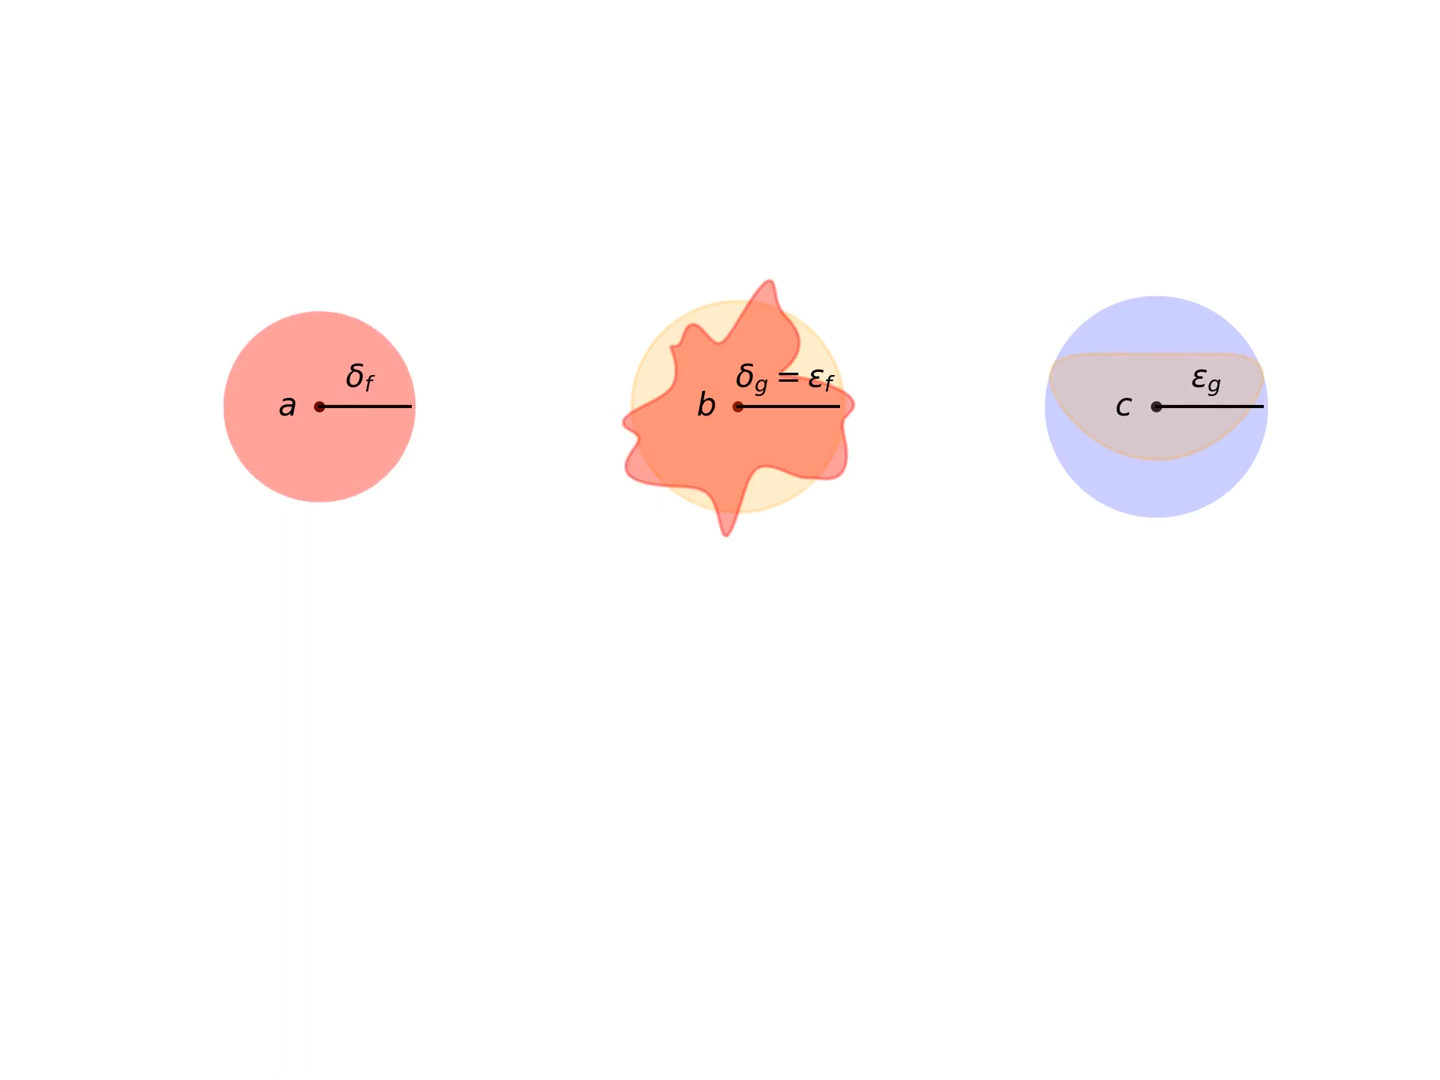 a δ_f
b δ_g = ε_f
c ε_g